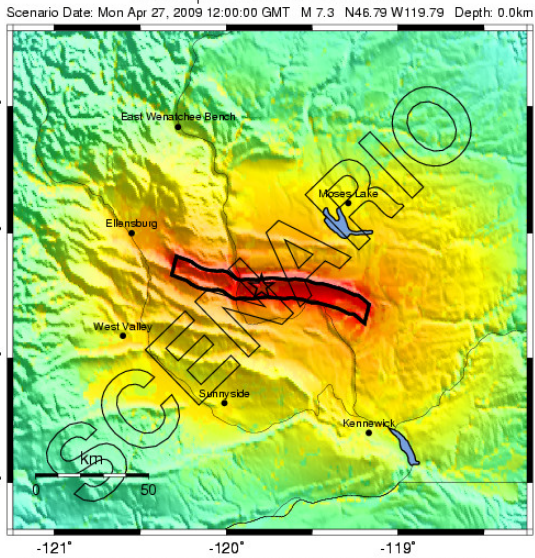 Scenario Date: Mon Apr 27, 2009 12:00:00 GMT M 7.3 N46.79 W119.79 Depth: 0.0km
East Wenatchee Bench
Moses Lake
Ellensburg
West Valley
Sunnyside
Kennewick
SCENARIO
km
0 50
-121° -120° -119°